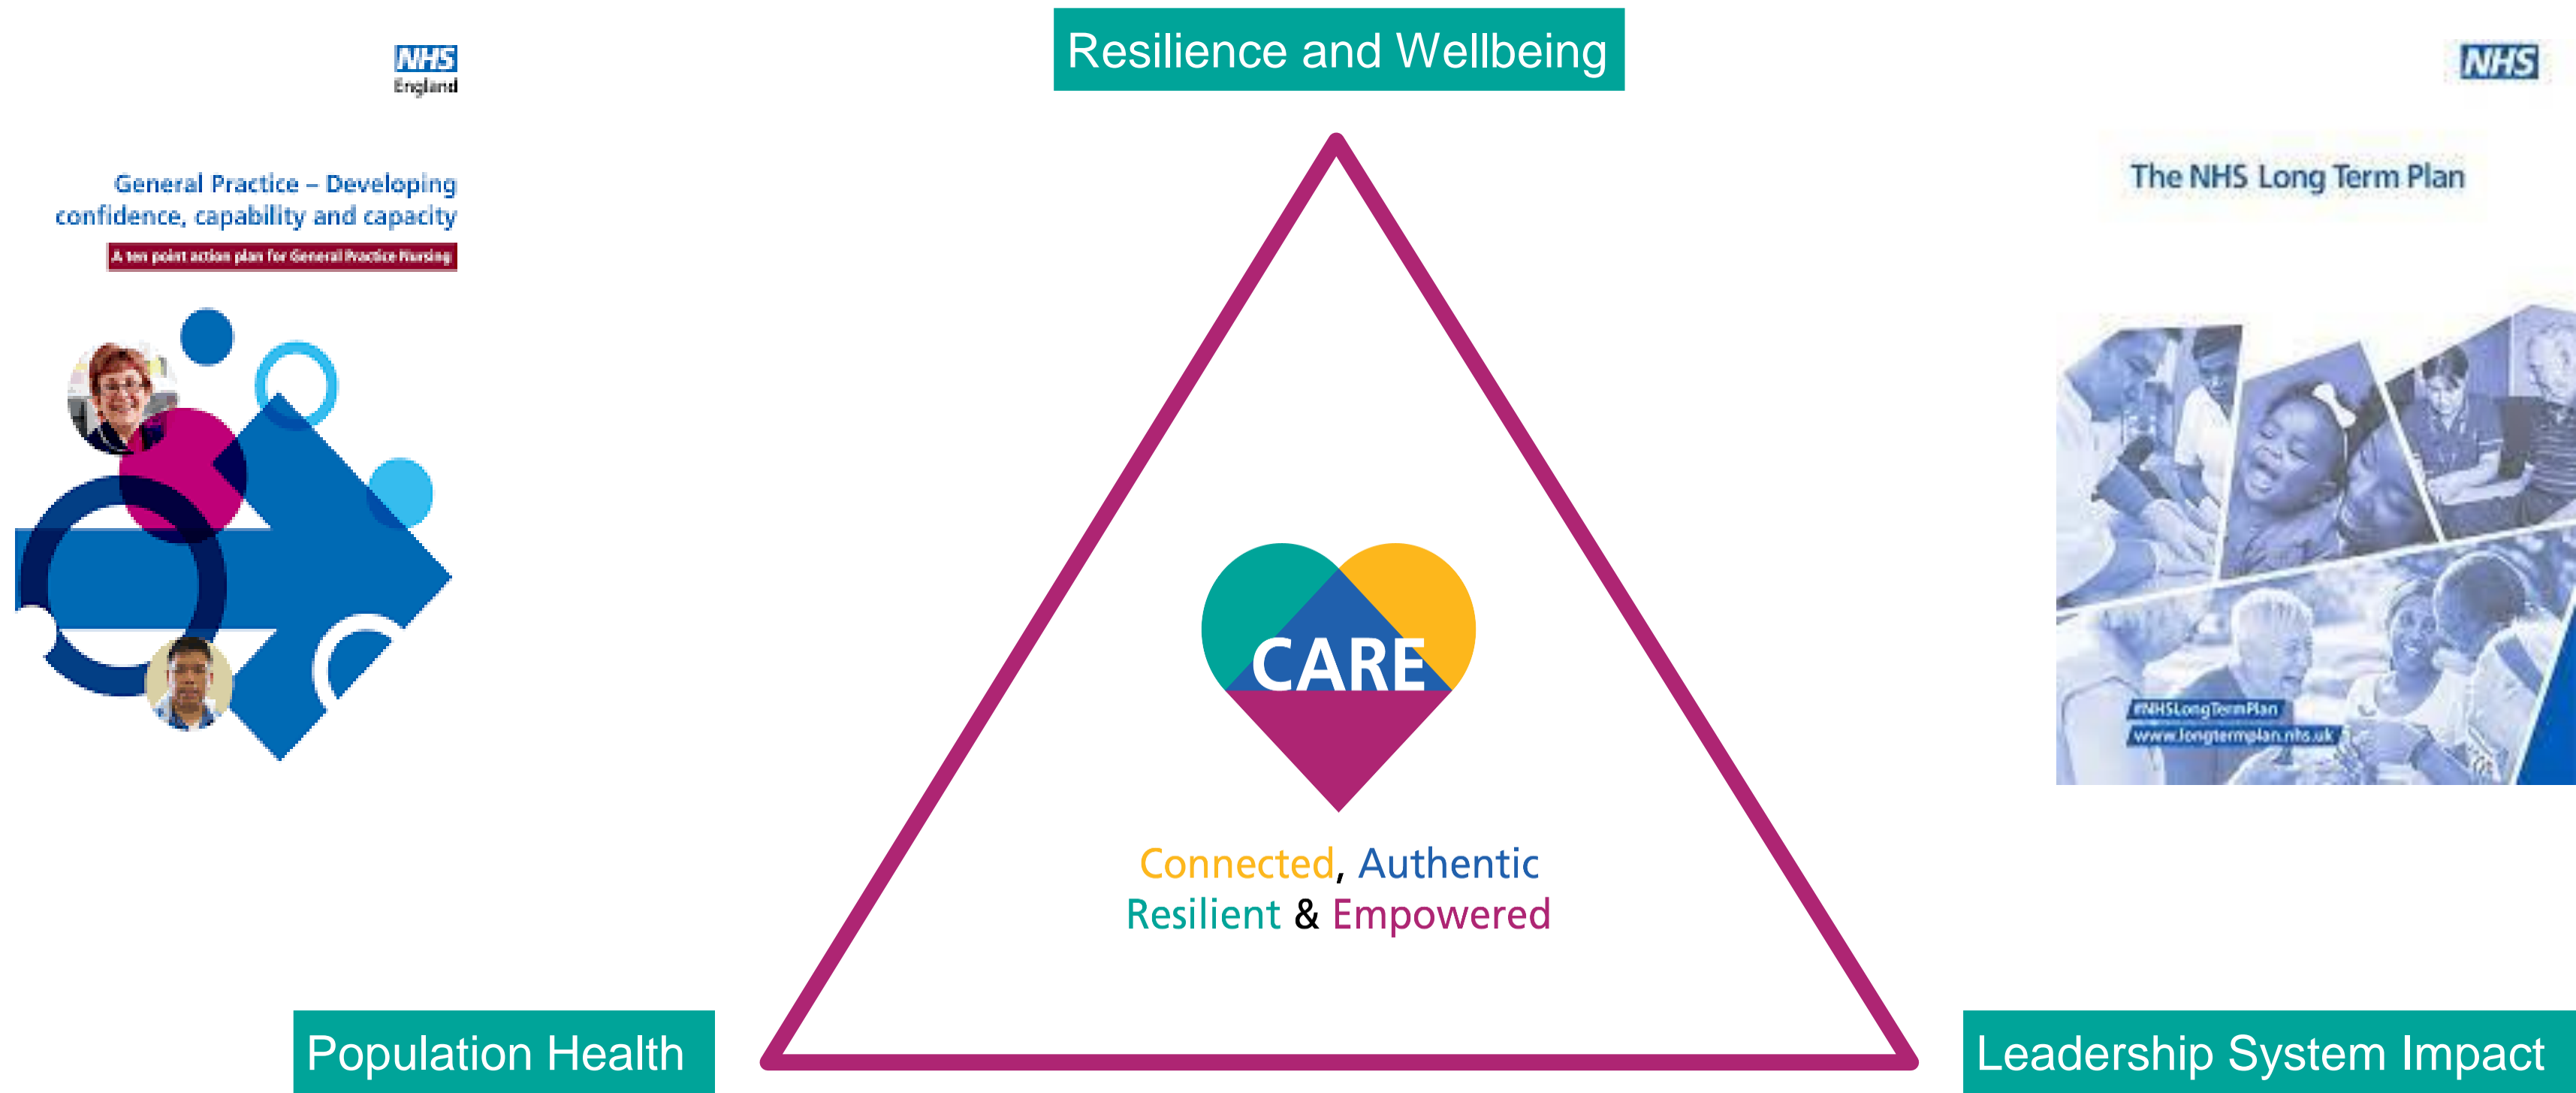 NHS
England
General Practice – Developing
confidence, capability and capacity
A ten point action plan for General Practice Nursing
Resilience and Wellbeing
CARE
Connected, Authentic
Resilient & Empowered
Population Health
Leadership System Impact
NHS
The NHS Long Term Plan
#NHSLongTermPlan
www.longtermplan.nhs.uk